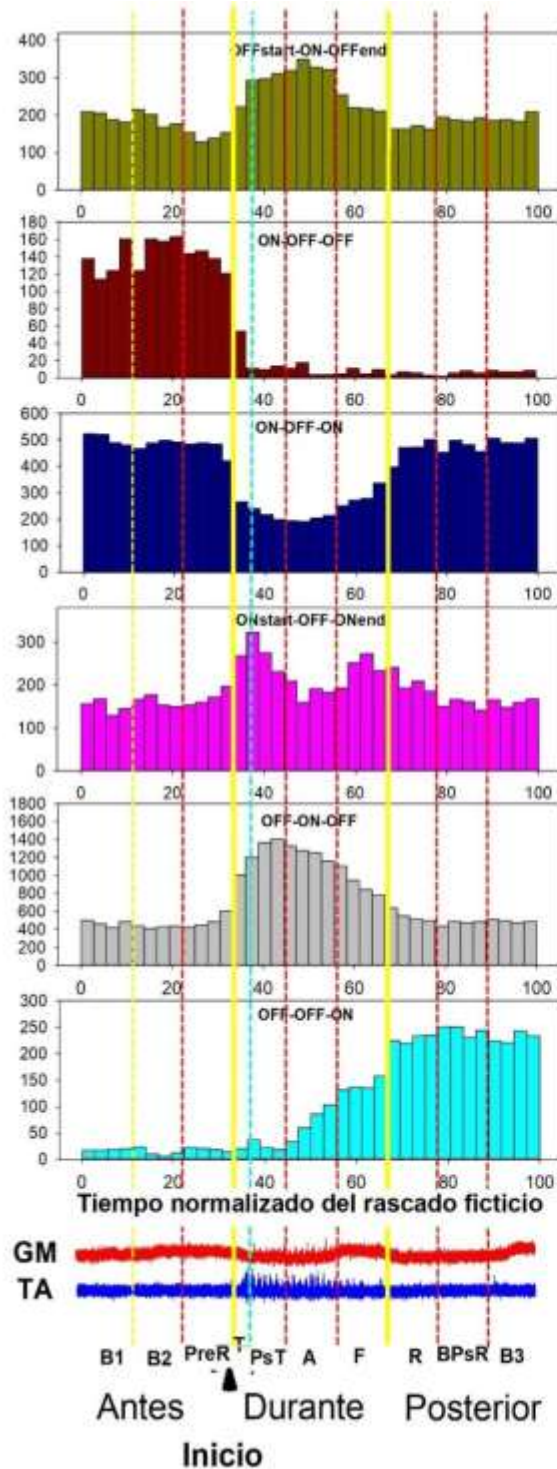 OFFstart-ON-OFFend
400
300
200
100
0
0 20 40 60 80 100
ON-OFF-OFF
180
160
140
120
100
80
60
40
20
0
0 20 40 60 80 100
ON-OFF-ON
600
500
400
300
200
100
0
0 20 40 60 80 100
ONstart-OFF-ONend
300
200
100
0
0 20 40 60 80 100
OFF-ON-OFF
1800
1600
1400
1200
1000
800
600
400
200
0
0 20 40 60 80 100
OFF-OFF-ON
300
250
200
150
100
50
0
0 20 40 60 80 100
Tiempo normalizado del rascado ficticio
GM
TA
B1 B2 PreR T PsT A F R BPsR B3
Antes Durante Posterior
Inicio